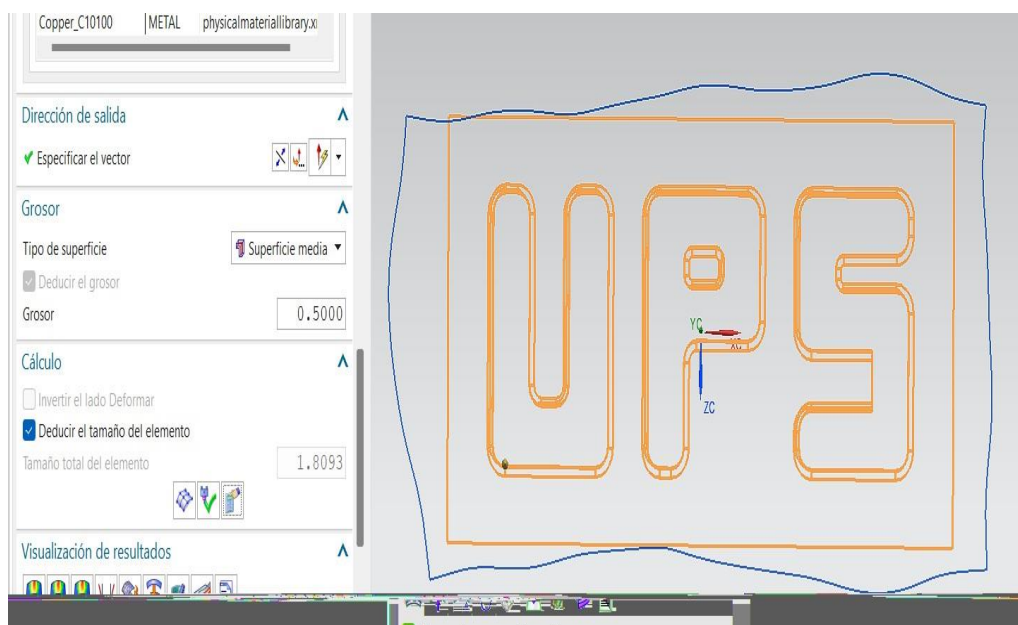 Copper_C10100 METAL physicalmateriallibrary.x
Dirección de salida
Especificar el vector
Grosor
Tipo de superficie Superficie media
Deducir el grosor
Grosor 0.5000
Cálculo
Invertir el lado Deformar
Deducir el tamaño del elemento
Tamaño total del elemento 1.8093
Visualización de resultados
UPS
YC
XC
ZC